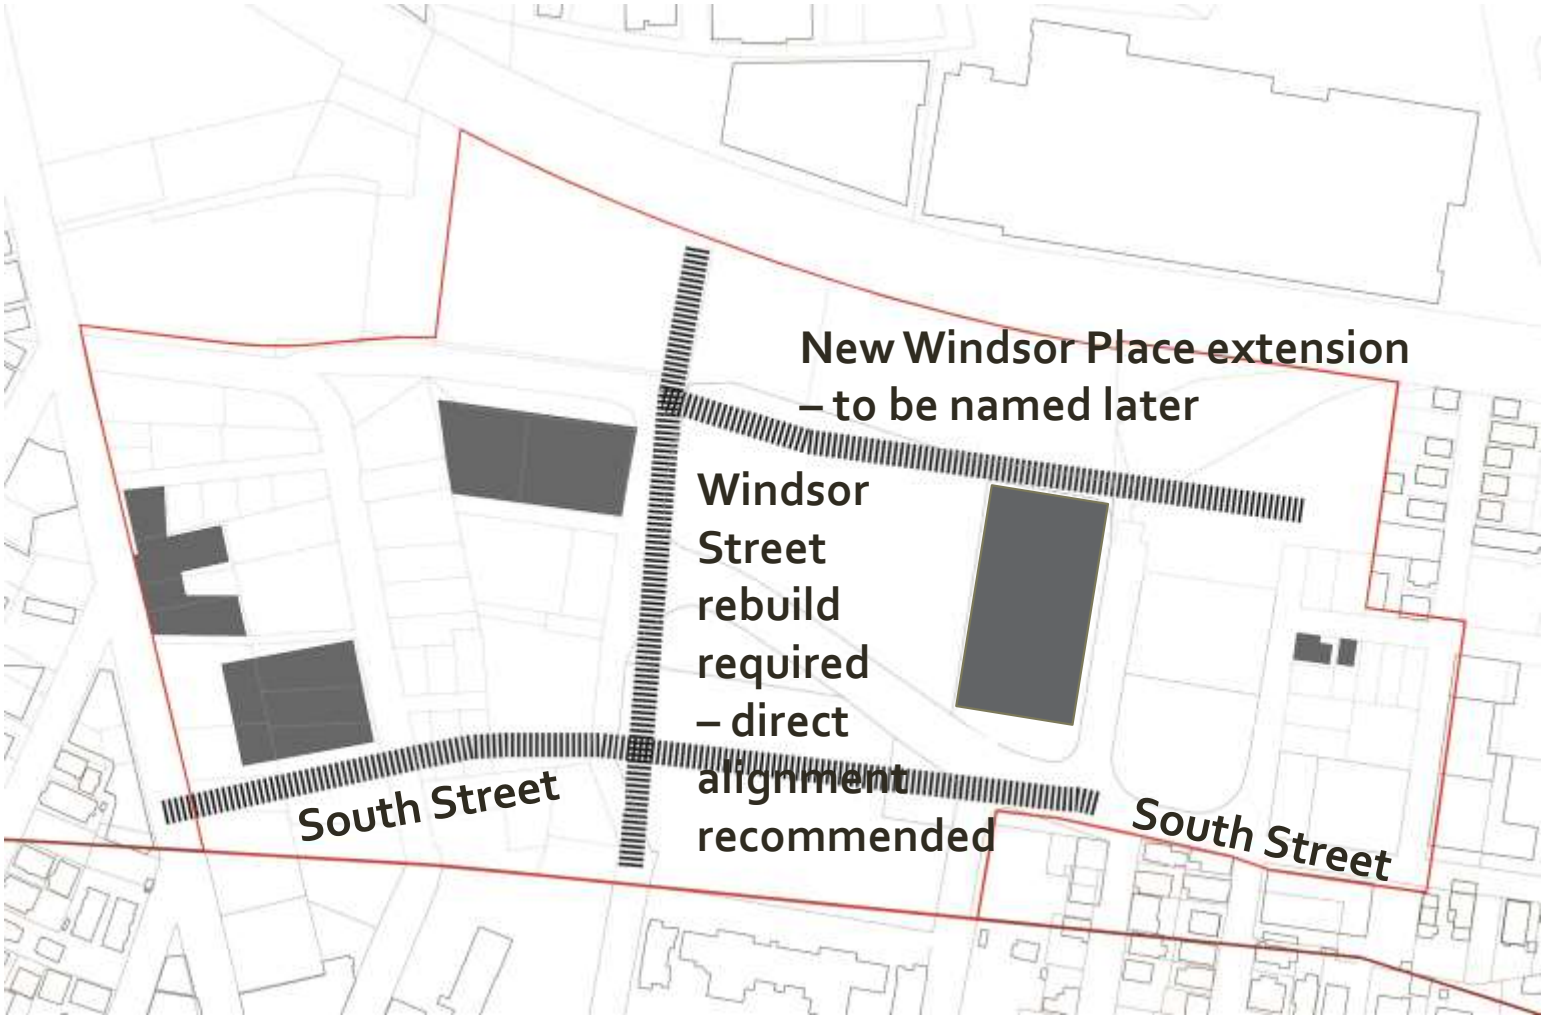 New Windsor Place extension
– to be named later
Windsor
Street
rebuild
required
– direct
alignment
recommended
South Street
South Street